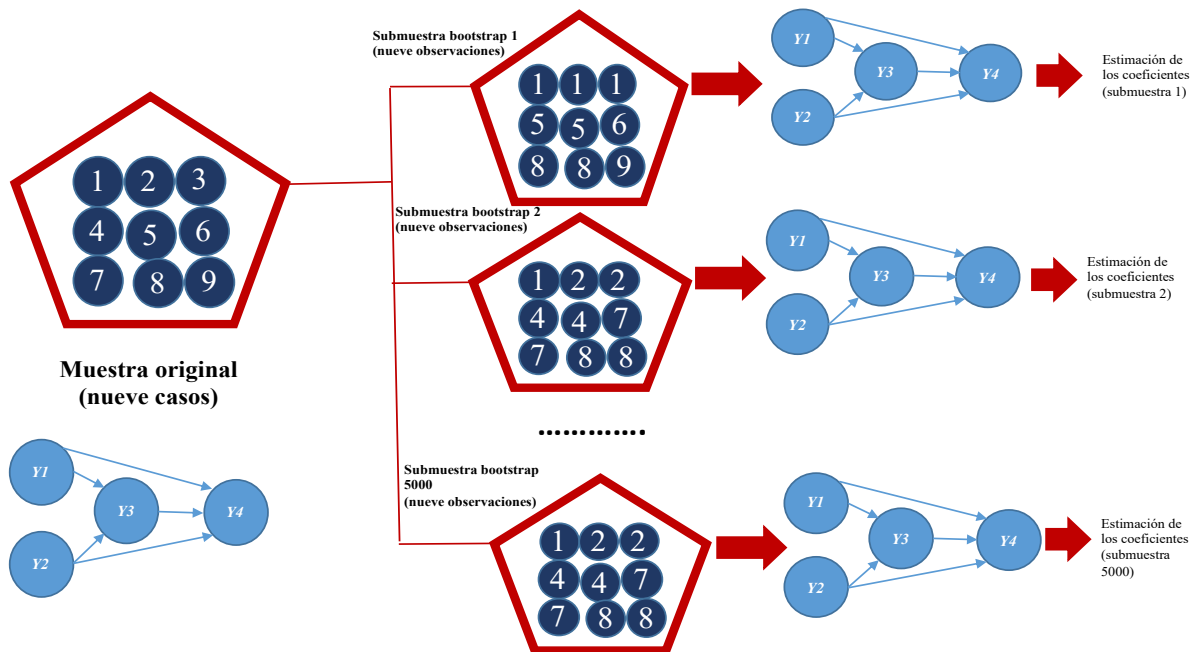 1 2 3
4 5 6
7 8 9
Muestra original
(nueve casos)
Y1
Y3
Y4
Y2
Submuestra bootstrap 1
(nueve observaciones)
1 1 1
5 5 6
8 8 9
Y1
Y3
Y4
Y2
Estimación de
los coeficientes
(submuestra 1)
Submuestra bootstrap 2
(nueve observaciones)
1 2 2
4 4 7
7 8 8
Y1
Y3
Y4
Y2
Estimación de
los coeficientes
(submuestra 2)
.............
Submuestra bootstrap
5000
(nueve observaciones)
1 2 2
4 4 7
7 8 8
Y1
Y3
Y4
Y2
Estimación de
los coeficientes
(submuestra
5000)